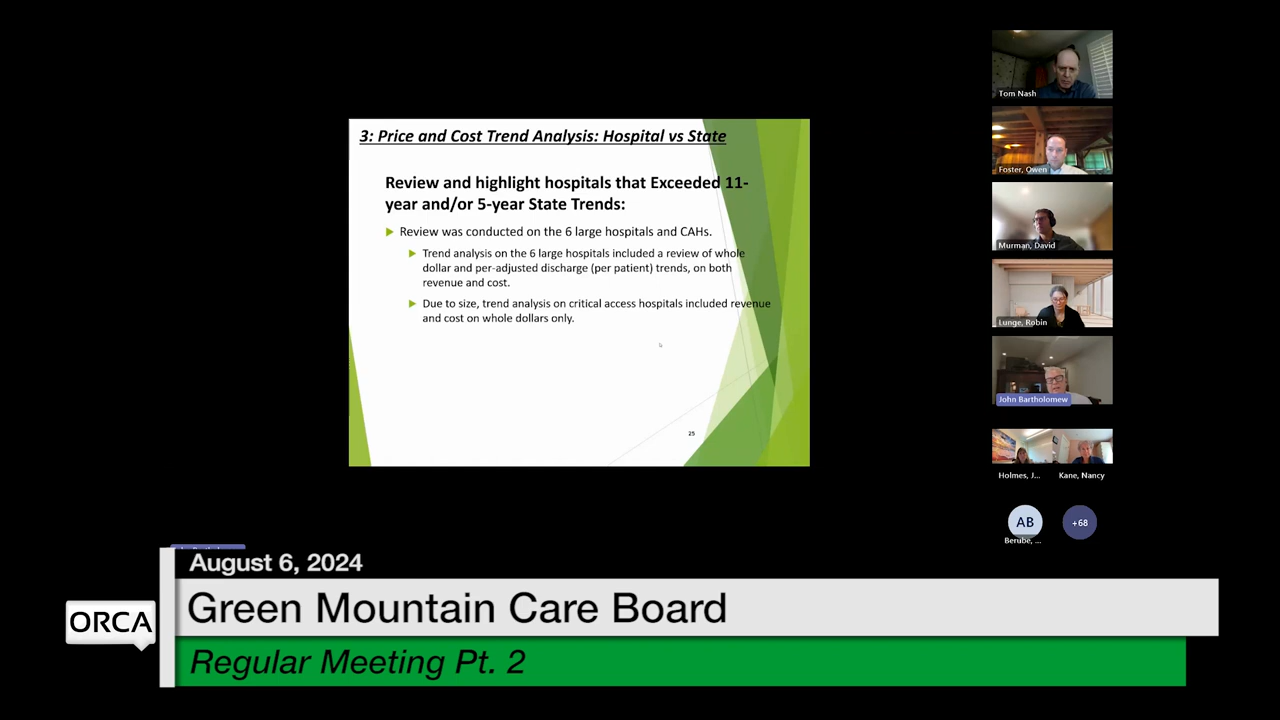 3: Price and Cost Trend Analysis: Hospital vs State
Review and highlight hospitals that Exceeded 11-
year and/or 5-year State Trends:
Review was conducted on the 6 large hospitals and CAHs.
Trend analysis on the 6 large hospitals included a review of whole
dollar and per-adjusted discharge (per patient) trends, on both
revenue and cost.
Due to size, trend analysis on critical access hospitals included revenue
and cost on whole dollars only.
25
Tom Nash
Foster, Owen
Murman, David
Lunge, Robin
John Bartholomew
Holmes, J... Kane, Nancy
AB +68
Berube, ...
August 6, 2024
ORCA
Green Mountain Care Board
Regular Meeting Pt. 2